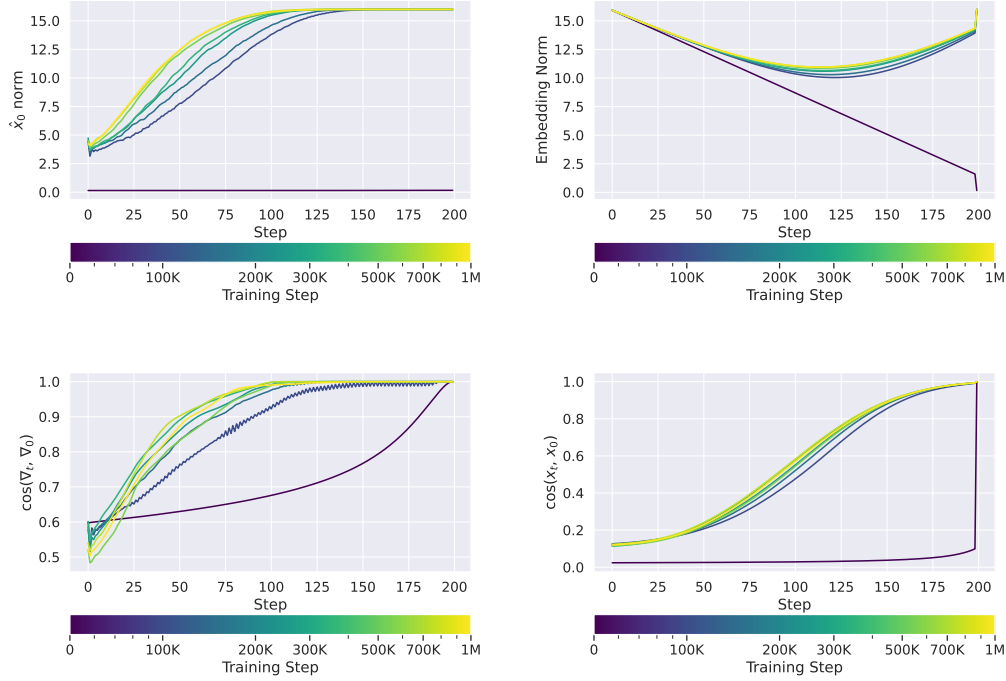 15.0
12.5
10.0
7.5
5.0
2.5
0.0
x̂₀ norm
0 25 50 75 100 125 150 175 200
Step
0 100K 200K 300K 500K 700K 1M
Training Step
15.0
12.5
10.0
7.5
5.0
2.5
0.0
Embedding Norm
0 25 50 75 100 125 150 175 200
Step
0 100K 200K 300K 500K 700K 1M
Training Step
1.0
0.9
0.8
0.7
0.6
0.5
cos(∇ₜ, ∇₀)
0 25 50 75 100 125 150 175 200
Step
0 100K 200K 300K 500K 700K 1M
Training Step
1.0
0.8
0.6
0.4
0.2
0.0
cos(xₜ, x₀)
0 25 50 75 100 125 150 175 200
Step
0 100K 200K 300K 500K 700K 1M
Training Step